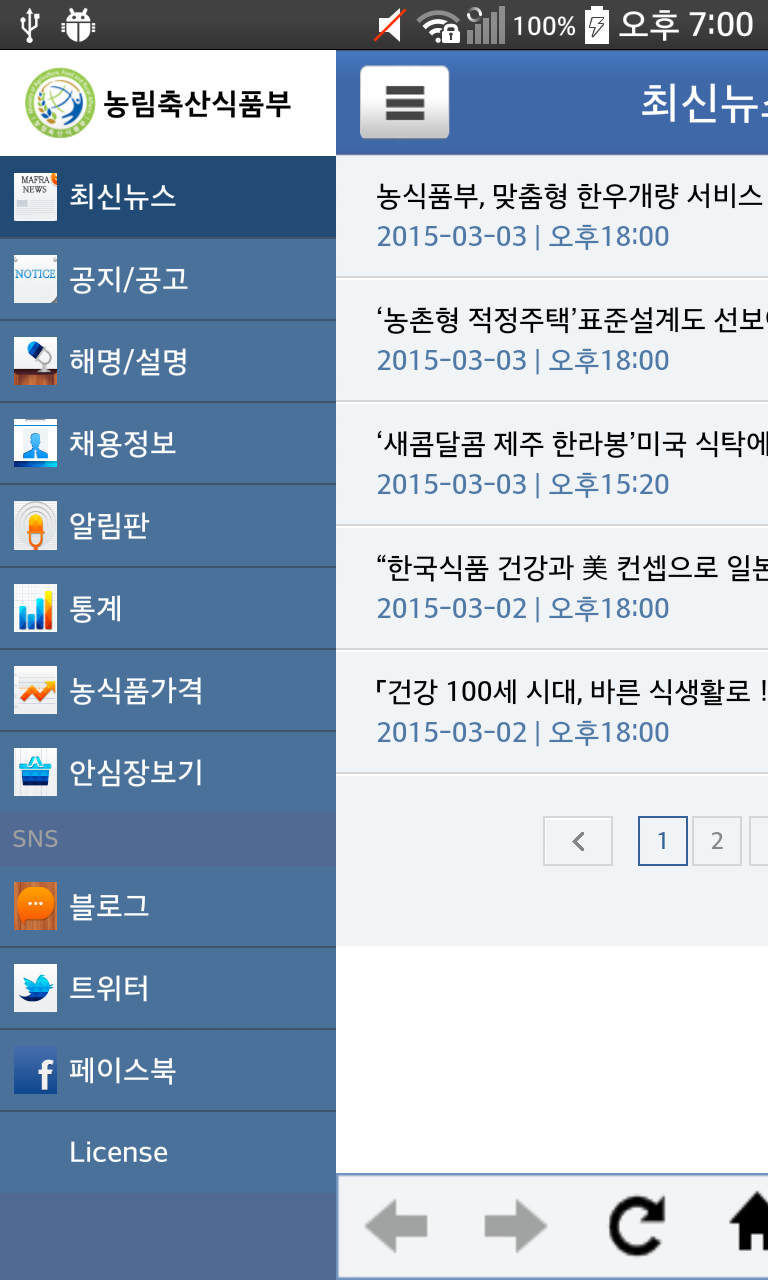 100% 오후 7:00
농림축산식품부
MAFRA
NEWS
최신뉴스
NOTICE
공지/공고
해명/설명
채용정보
알림판
통계
농식품가격
안심장보기
SNS
블로그
트위터
페이스북
License
최신뉴스
농식품부, 맞춤형 한우개량 서비스
2015-03-03 | 오후18:00
‘농촌형 적정주택’표준설계도 선보
2015-03-03 | 오후18:00
‘새콤달콤 제주 한라봉’미국 식탁에
2015-03-03 | 오후15:20
“한국식품 건강과 美 컨셉으로 일본
2015-03-02 | 오후18:00
「건강 100세 시대, 바른 식생활로 !
2015-03-02 | 오후18:00
1 2